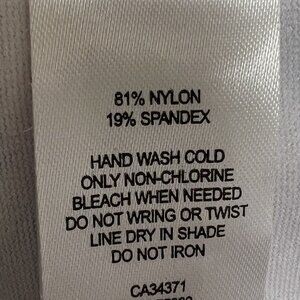 81% NYLON
19% SPANDEX
HAND WASH COLD
ONLY NON-CHLORINE
BLEACH WHEN NEEDED
DO NOT WRING OR TWIST
LINE DRY IN SHADE
DO NOT IRON
CA34371